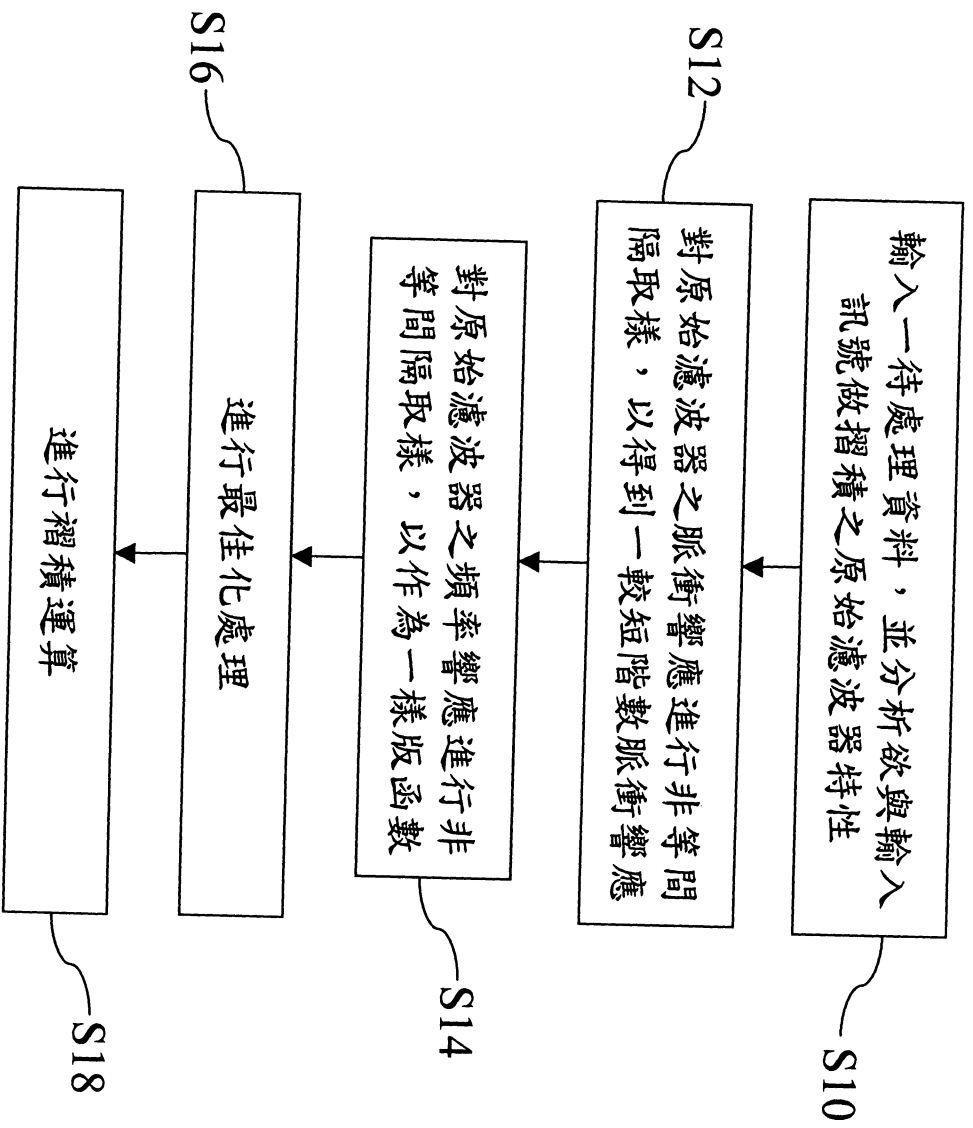 輸入一待處理資料，並分析欲與輸入
訊號做摺積之原始濾波器特性
S10
對原始濾波器之脈衝響應進行非等間
隔取樣，以得到一較短階數脈衝響應
S12
對原始濾波器之頻率響應進行非
等間隔取樣，以作為一樣版函數
S14
進行最佳化處理
S16
進行褶積運算
S18